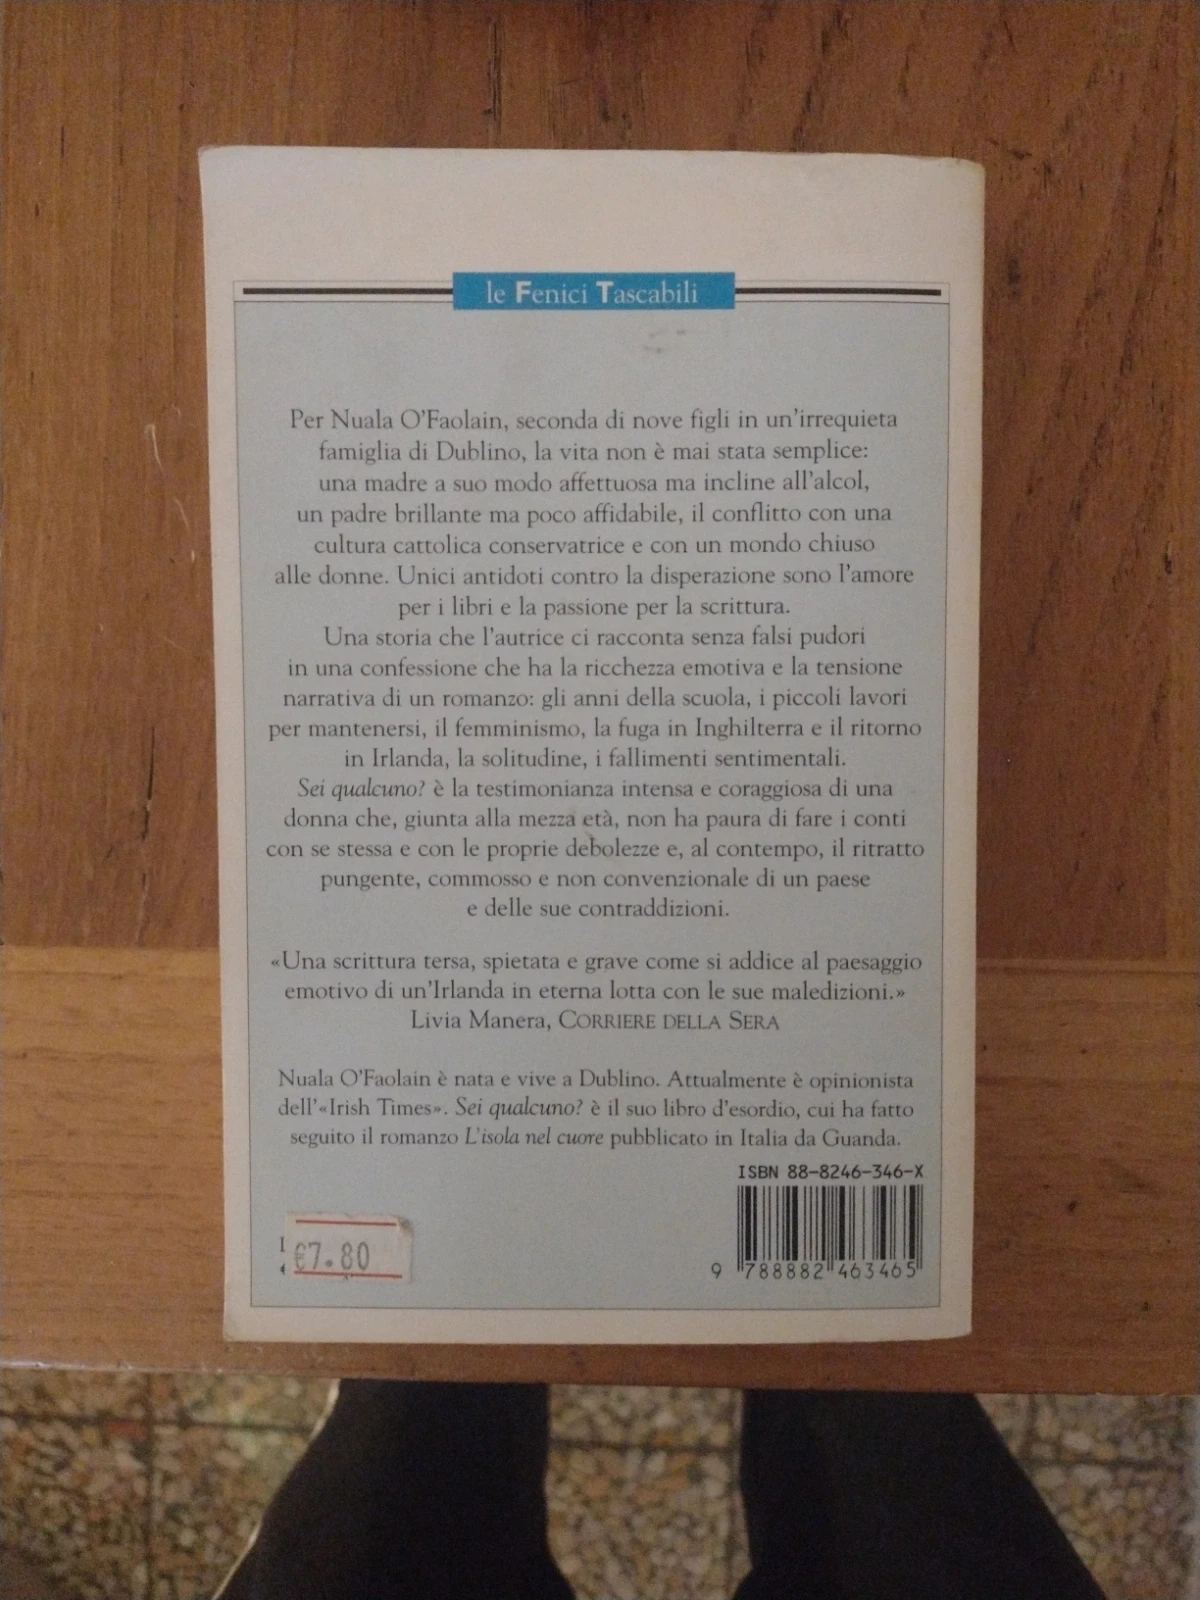 le Fenici Tascabili
Per Nuala O'Faolain, seconda di nove figli in un'irrequieta
famiglia di Dublino, la vita non è mai stata semplice:
una madre a suo modo affettuosa ma incline all'alcol,
un padre brillante ma poco affidabile, il conflitto con una
cultura cattolica conservatrice e con un mondo chiuso
alle donne. Unici antidoti contro la disperazione sono l'amore
per i libri e la passione per la scrittura.
Una storia che l'autrice ci racconta senza falsi pudori
in una confessione che ha la ricchezza emotiva e la tensione
narrativa di un romanzo: gli anni della scuola, i piccoli lavori
per mantenersi, il femminismo, la fuga in Inghilterra e il ritorno
in Irlanda, la solitudine, i fallimenti sentimentali.
Sei qualcuno? è la testimonianza intensa e coraggiosa di una
donna che, giunta alla mezza età, non ha paura di fare i conti
con se stessa e con le proprie debolezze e, al contempo, il ritratto
pungente, commosso e non convenzionale di un paese
e delle sue contraddizioni.
«Una scrittura tersa, spietata e grave come si addice al paesaggio
emotivo di un'Irlanda in eterna lotta con le sue maledizioni.»
Livia Manera, CORRIERE DELLA SERA
Nuala O'Faolain è nata e vive a Dublino. Attualmente è opinionista
dell'«Irish Times». Sei qualcuno? è il suo libro d'esordio, cui ha fatto
seguito il romanzo L'isola nel cuore pubblicato in Italia da Guanda.
ISBN 88-8246-346-X
€7.80
9 788882 463465